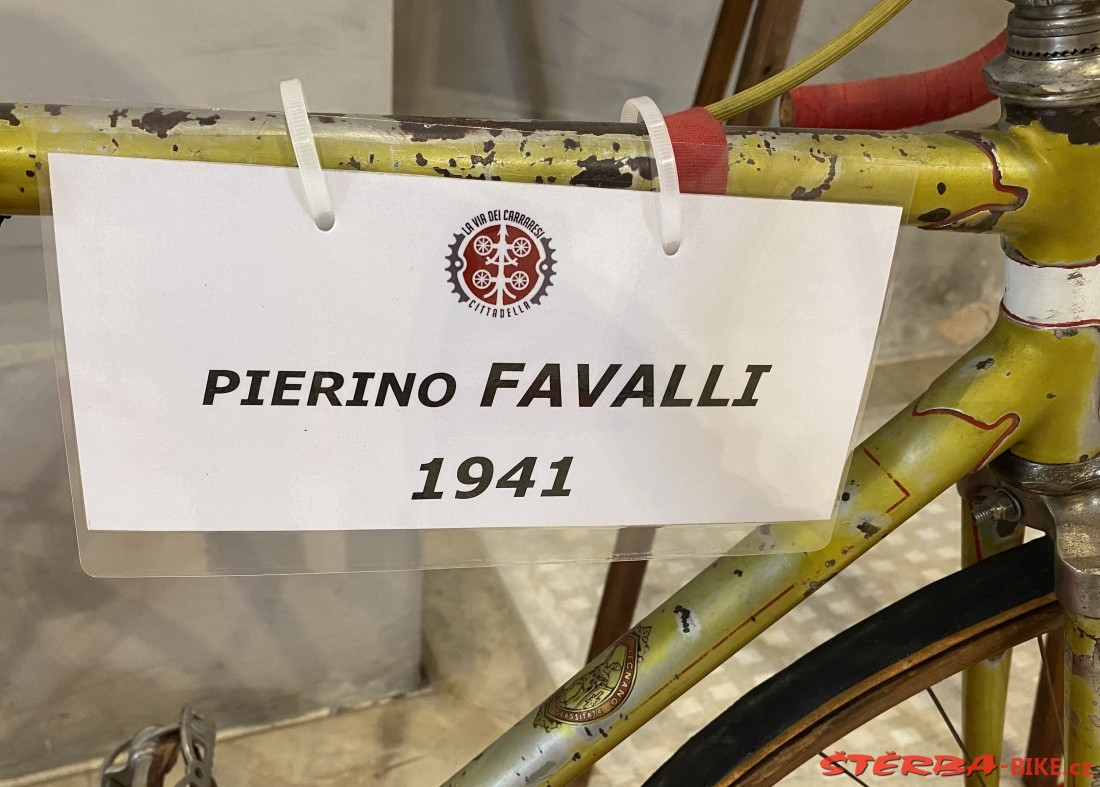 LA VIA DEI CARRARESI
CITTADELLA
PIERINO FAVALLI
1941
ŠTĚRBA-BIKE.cz